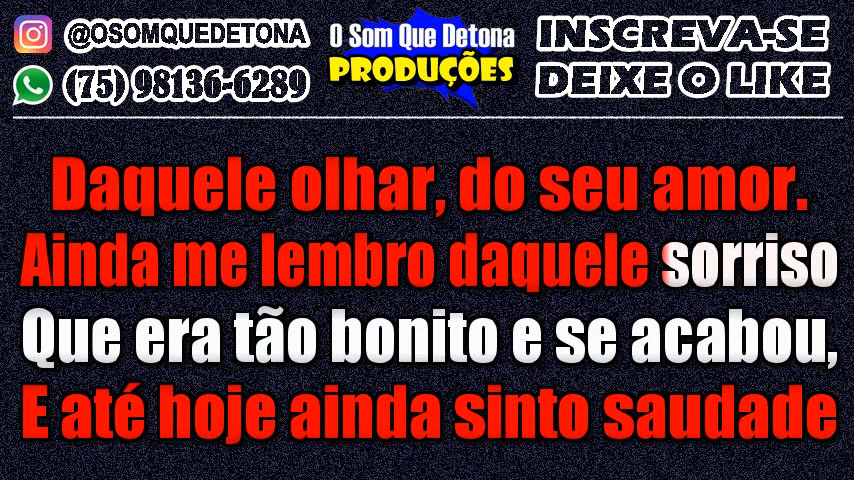 @OSOMQUEDETONA
(75) 98136-6289
O Som Que Detona
PRODUÇÕES
INSCREVA-SE
DEIXE O LIKE
Daquele olhar, do seu amor.
Ainda me lembro daquele sorriso
Que era tão bonito e se acabou,
E até hoje ainda sinto saudade